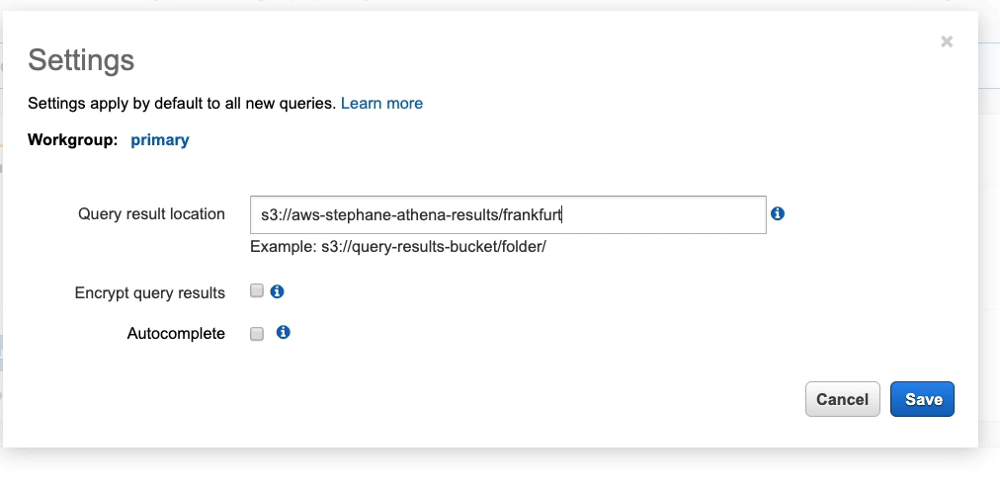 Settings
Settings apply by default to all new queries. Learn more
Workgroup: primary
Query result location s3://aws-stephane-athena-results/frankfurt
Example: s3://query-results-bucket/folder/
Encrypt query results
Autocomplete
Cancel Save